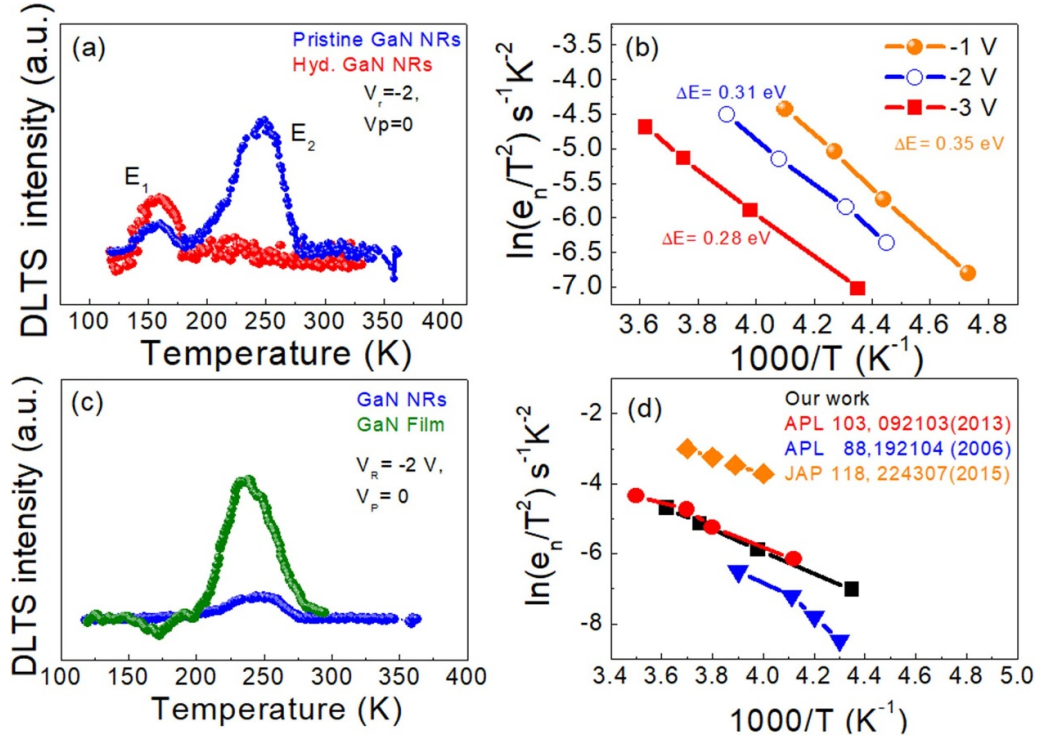 (a)
Pristine GaN NRs
Hyd. GaN NRs
V_r=-2,
Vp=0
E_1
E_2
DLTS intensity (a.u.)
100 150 200 250 300 350 400
Temperature (K)
(b)
-1 V
-2 V
-3 V
ΔE= 0.31 eV
ΔE= 0.35 eV
ΔE= 0.28 eV
ln(e_n/T^2) s^-1K^-2
-3.5
-4.0
-4.5
-5.0
-5.5
-6.0
-6.5
-7.0
3.6 3.8 4.0 4.2 4.4 4.6 4.8
1000/T (K^-1)
(c)
GaN NRs
GaN Film
V_R= -2 V,
V_P= 0
DLTS intensity (a.u.)
100 150 200 250 300 350 400
Temperature (K)
(d)
Our work
APL 103, 092103(2013)
APL 88,192104 (2006)
JAP 118, 224307(2015)
ln(e_n/T^2) s^-1K^-2
-2
-4
-6
-8
3.4 3.6 3.8 4.0 4.2 4.4 4.6 4.8 5.0
1000/T (K^-1)